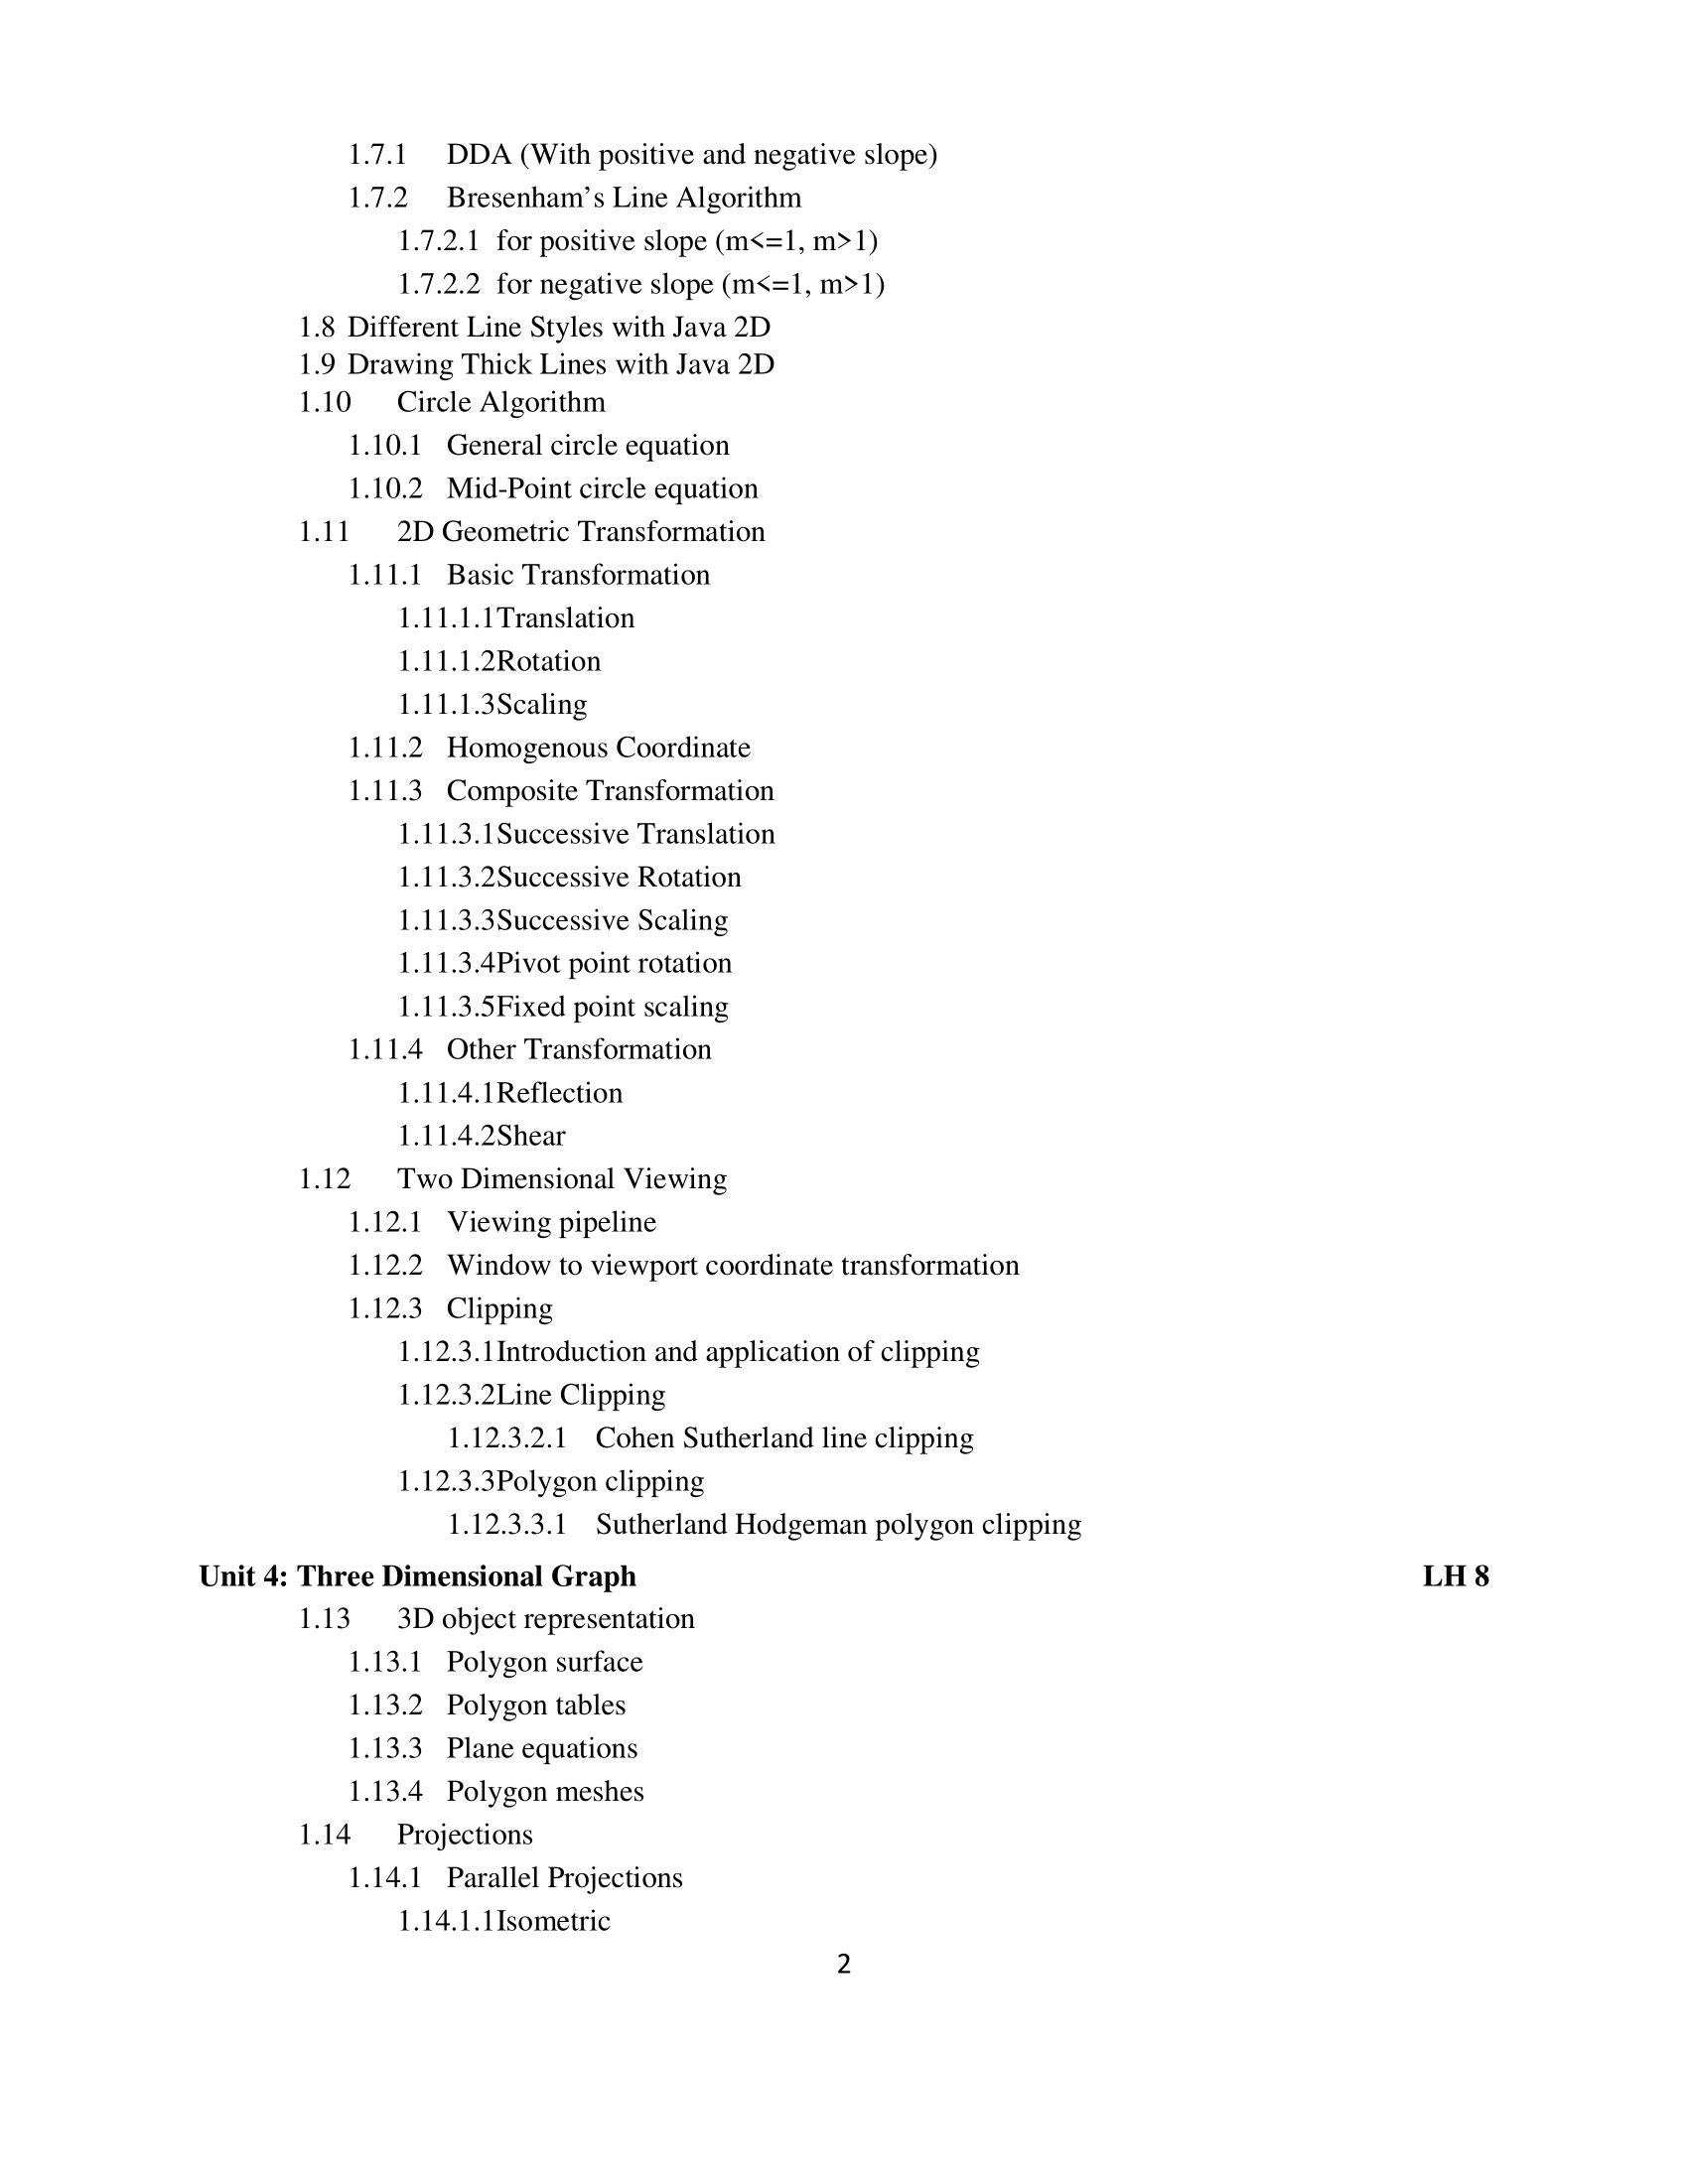 1.7.1 DDA (With positive and negative slope)
1.7.2 Bresenham's Line Algorithm
1.7.2.1 for positive slope (m<=1, m>1)
1.7.2.2 for negative slope (m<=1, m>1)
1.8 Different Line Styles with Java 2D
1.9 Drawing Thick Lines with Java 2D
1.10 Circle Algorithm
1.10.1 General circle equation
1.10.2 Mid-Point circle equation
1.11 2D Geometric Transformation
1.11.1 Basic Transformation
1.11.1.1Translation
1.11.1.2Rotation
1.11.1.3Scaling
1.11.2 Homogenous Coordinate
1.11.3 Composite Transformation
1.11.3.1Successive Translation
1.11.3.2Successive Rotation
1.11.3.3Successive Scaling
1.11.3.4Pivot point rotation
1.11.3.5Fixed point scaling
1.11.4 Other Transformation
1.11.4.1Reflection
1.11.4.2Shear
1.12 Two Dimensional Viewing
1.12.1 Viewing pipeline
1.12.2 Window to viewport coordinate transformation
1.12.3 Clipping
1.12.3.1Introduction and application of clipping
1.12.3.2Line Clipping
1.12.3.2.1 Cohen Sutherland line clipping
1.12.3.3Polygon clipping
1.12.3.3.1 Sutherland Hodgeman polygon clipping
Unit 4: Three Dimensional Graph LH 8
1.13 3D object representation
1.13.1 Polygon surface
1.13.2 Polygon tables
1.13.3 Plane equations
1.13.4 Polygon meshes
1.14 Projections
1.14.1 Parallel Projections
1.14.1.1Isometric
2